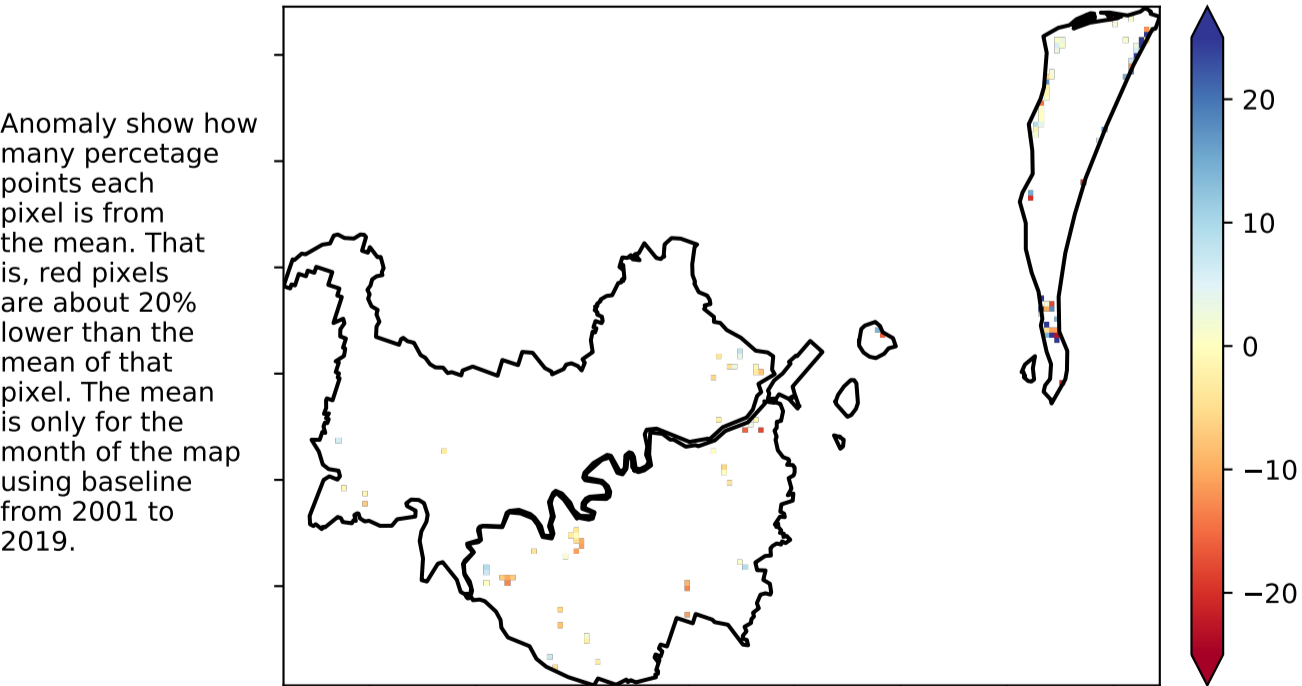 Anomaly show how
many percetage
points each
pixel is from
the mean. That
is, red pixels
are about 20%
lower than the
mean of that
pixel. The mean
is only for the
month of the map
using baseline
from 2001 to
2019.
20
10
0
−10
−20